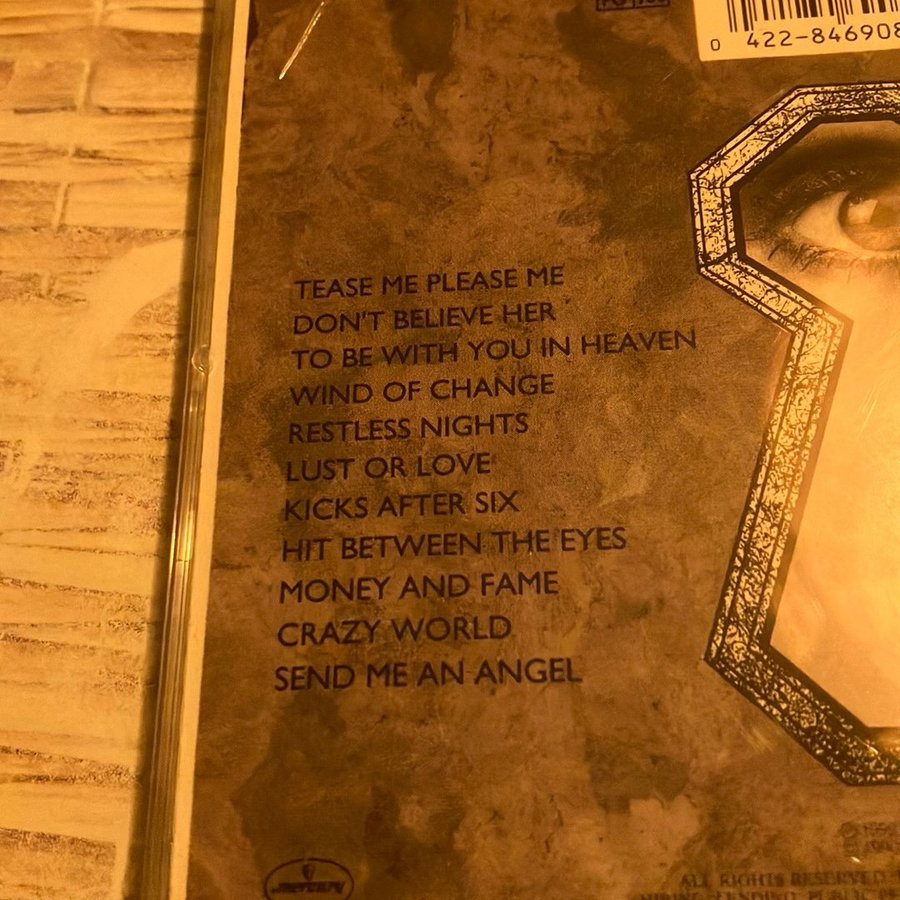 0 422-846908
TEASE ME PLEASE ME
DON'T BELIEVE HER
TO BE WITH YOU IN HEAVEN
WIND OF CHANGE
RESTLESS NIGHTS
LUST OR LOVE
KICKS AFTER SIX
HIT BETWEEN THE EYES
MONEY AND FAME
CRAZY WORLD
SEND ME AN ANGEL
MERCURY
ALL RIGHTS RESERVED